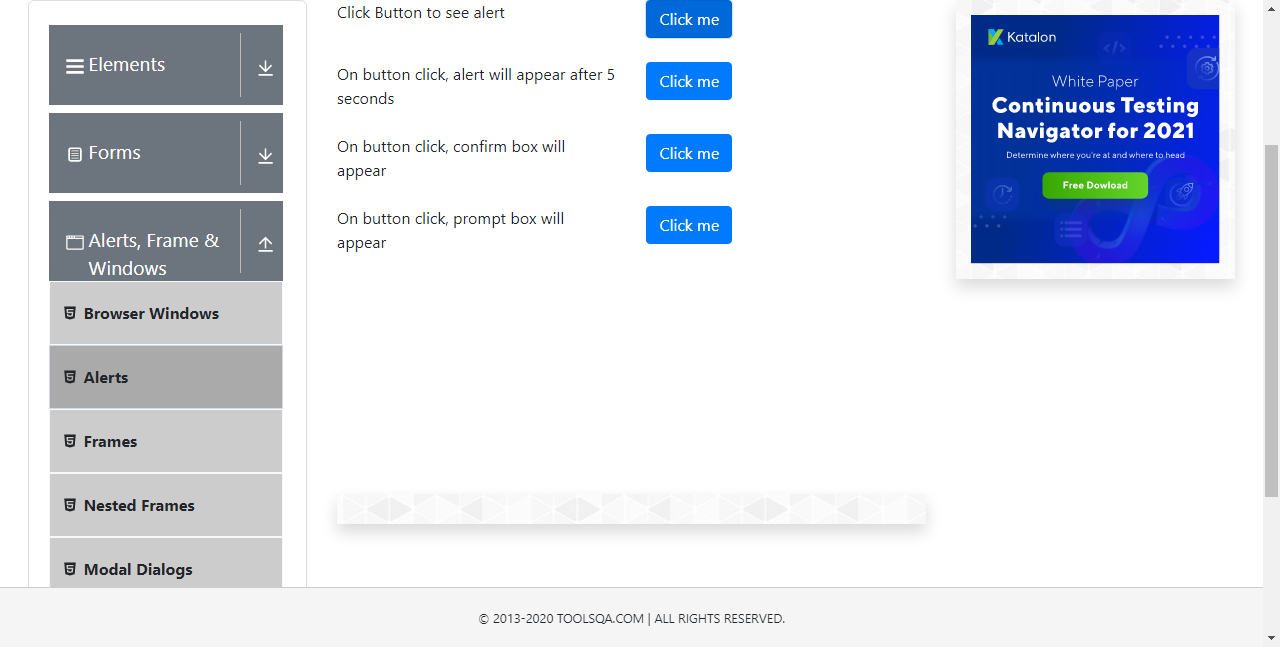 Elements
Forms
Alerts, Frame &
Windows
Browser Windows
Alerts
Frames
Nested Frames
Modal Dialogs
Click Button to see alert
Click me
On button click, alert will appear after 5
seconds
Click me
On button click, confirm box will
appear
Click me
On button click, prompt box will
appear
Click me
Katalon
White Paper
Continuous Testing
Navigator for 2021
Determine where you're at and where to head
Free Dowload
© 2013-2020 TOOLSQA.COM | ALL RIGHTS RESERVED.